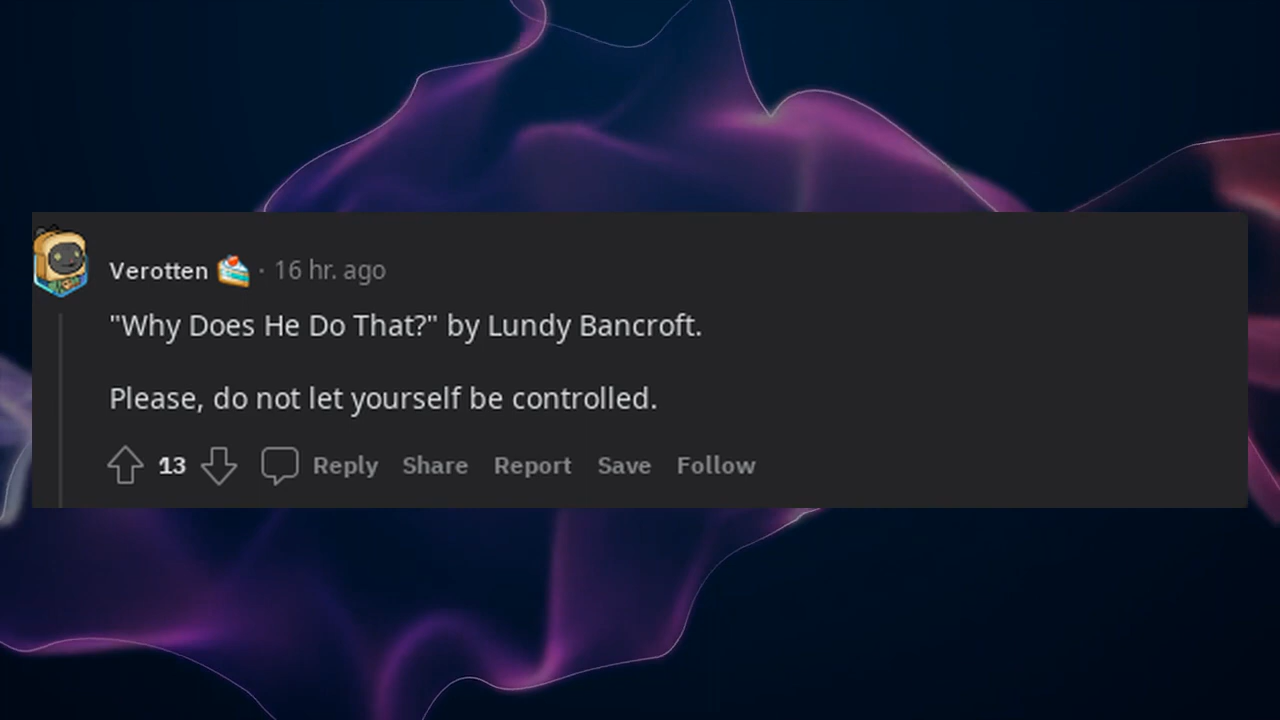 Verotten 🍰 · 16 hr. ago
"Why Does He Do That?" by Lundy Bancroft.
Please, do not let yourself be controlled.
13 Reply Share Report Save Follow